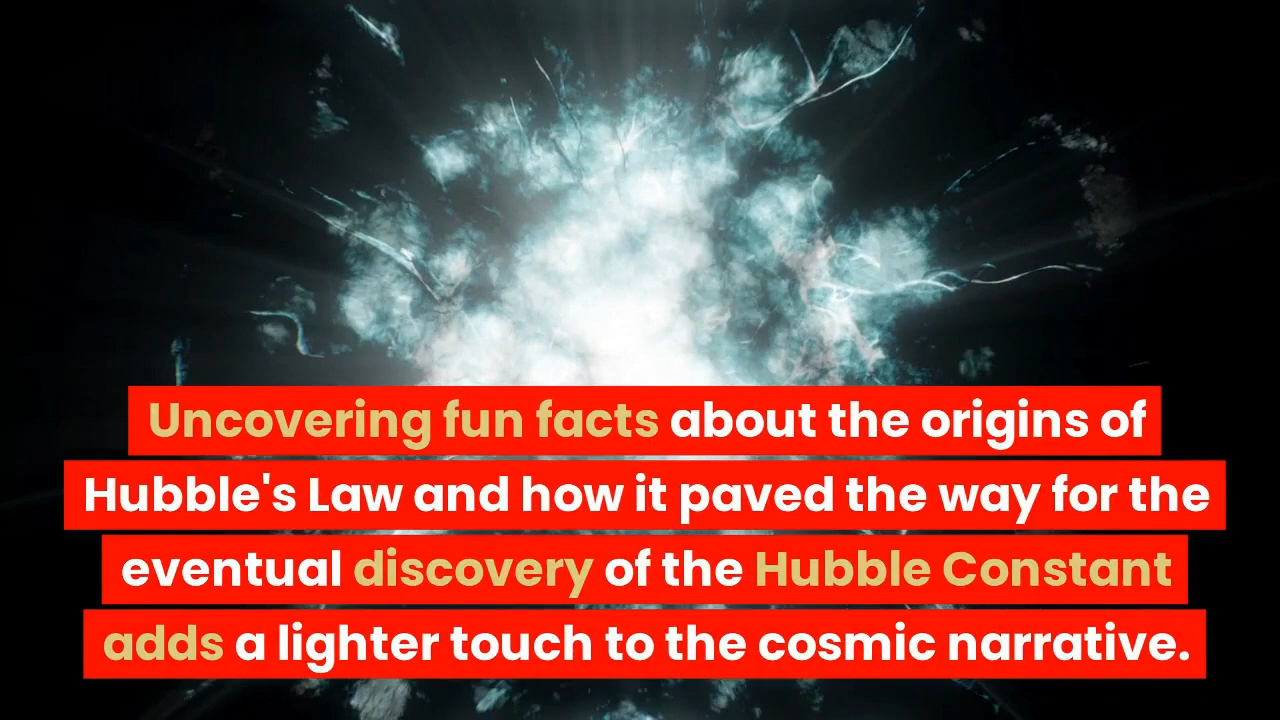 Uncovering fun facts about the origins of
Hubble's Law and how it paved the way for the
eventual discovery of the Hubble Constant
adds a lighter touch to the cosmic narrative.